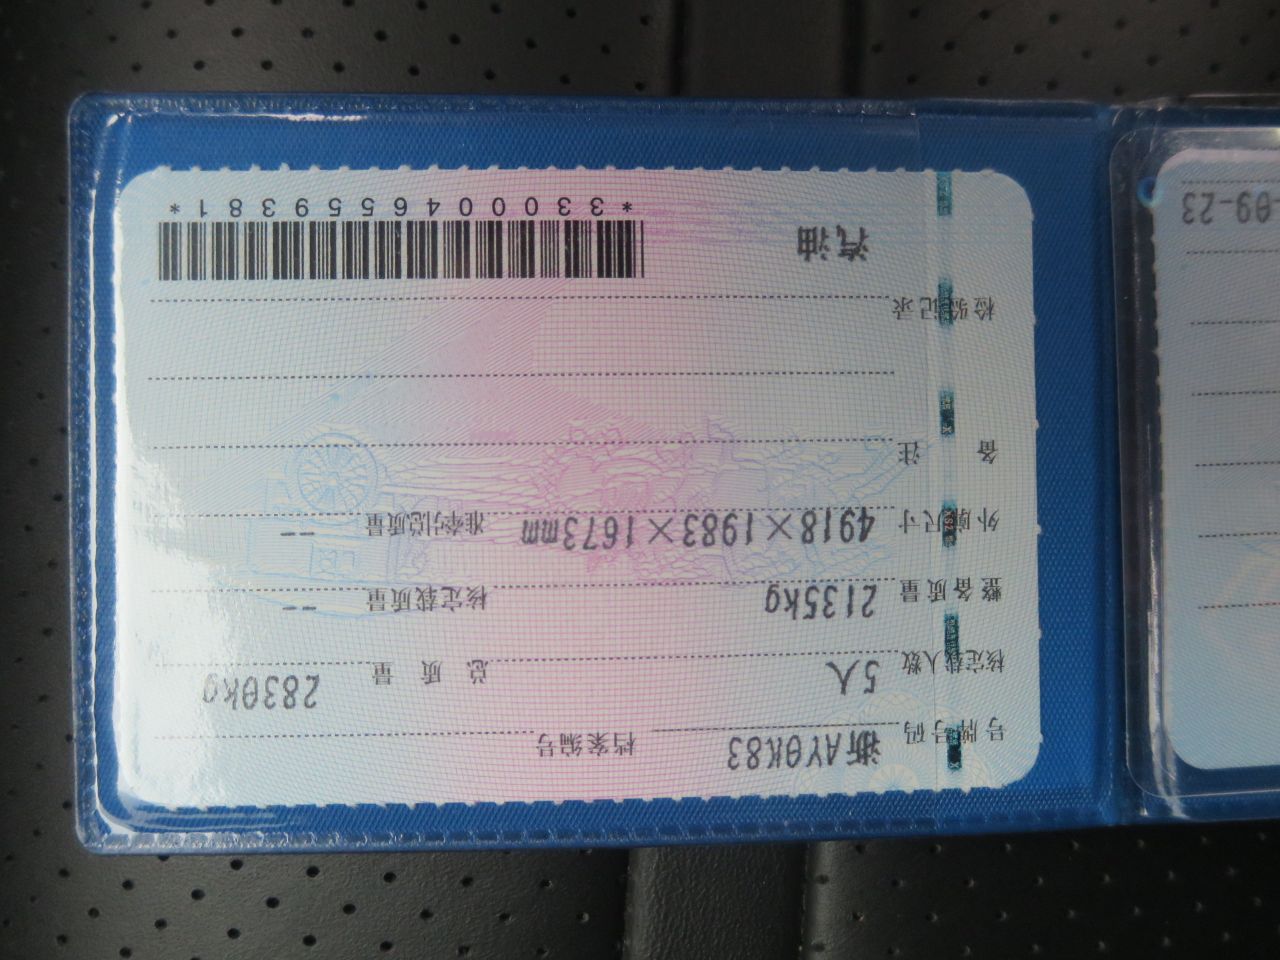 号牌号码 浙AY0K83 档案编号
核定载人数 5人 总质量 2830kg
整备质量 2135kg 核定载质量 --
外廓尺寸 4918×1983×1673mm 准牵引总质量 --
备注
检验记录
汽油
*3300046559381*
09-23